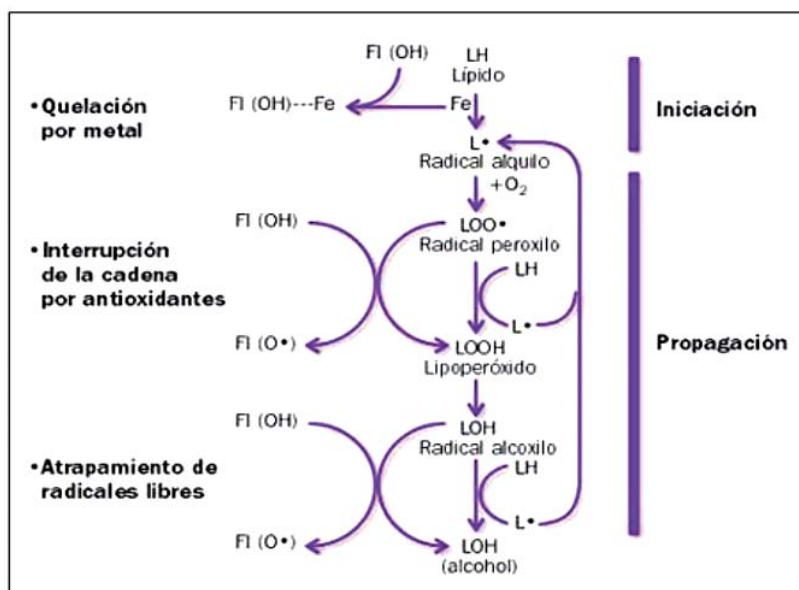 Fl (OH)
LH
Lípido
•Quelación
por metal
Fl (OH)---Fe
Fe
Iniciación
L•
Radical alquilo
+O₂
Fl (OH)
LOO•
Radical peroxilo
•Interrupción
de la cadena
por antioxidantes
LH
L•
Fl (O•)
LOOH
Lipoperóxido
Propagación
Fl (OH)
LOH
Radical alcoxilo
•Atrapamiento de
radicales libres
LH
L•
Fl (O•)
LOH
(alcohol)